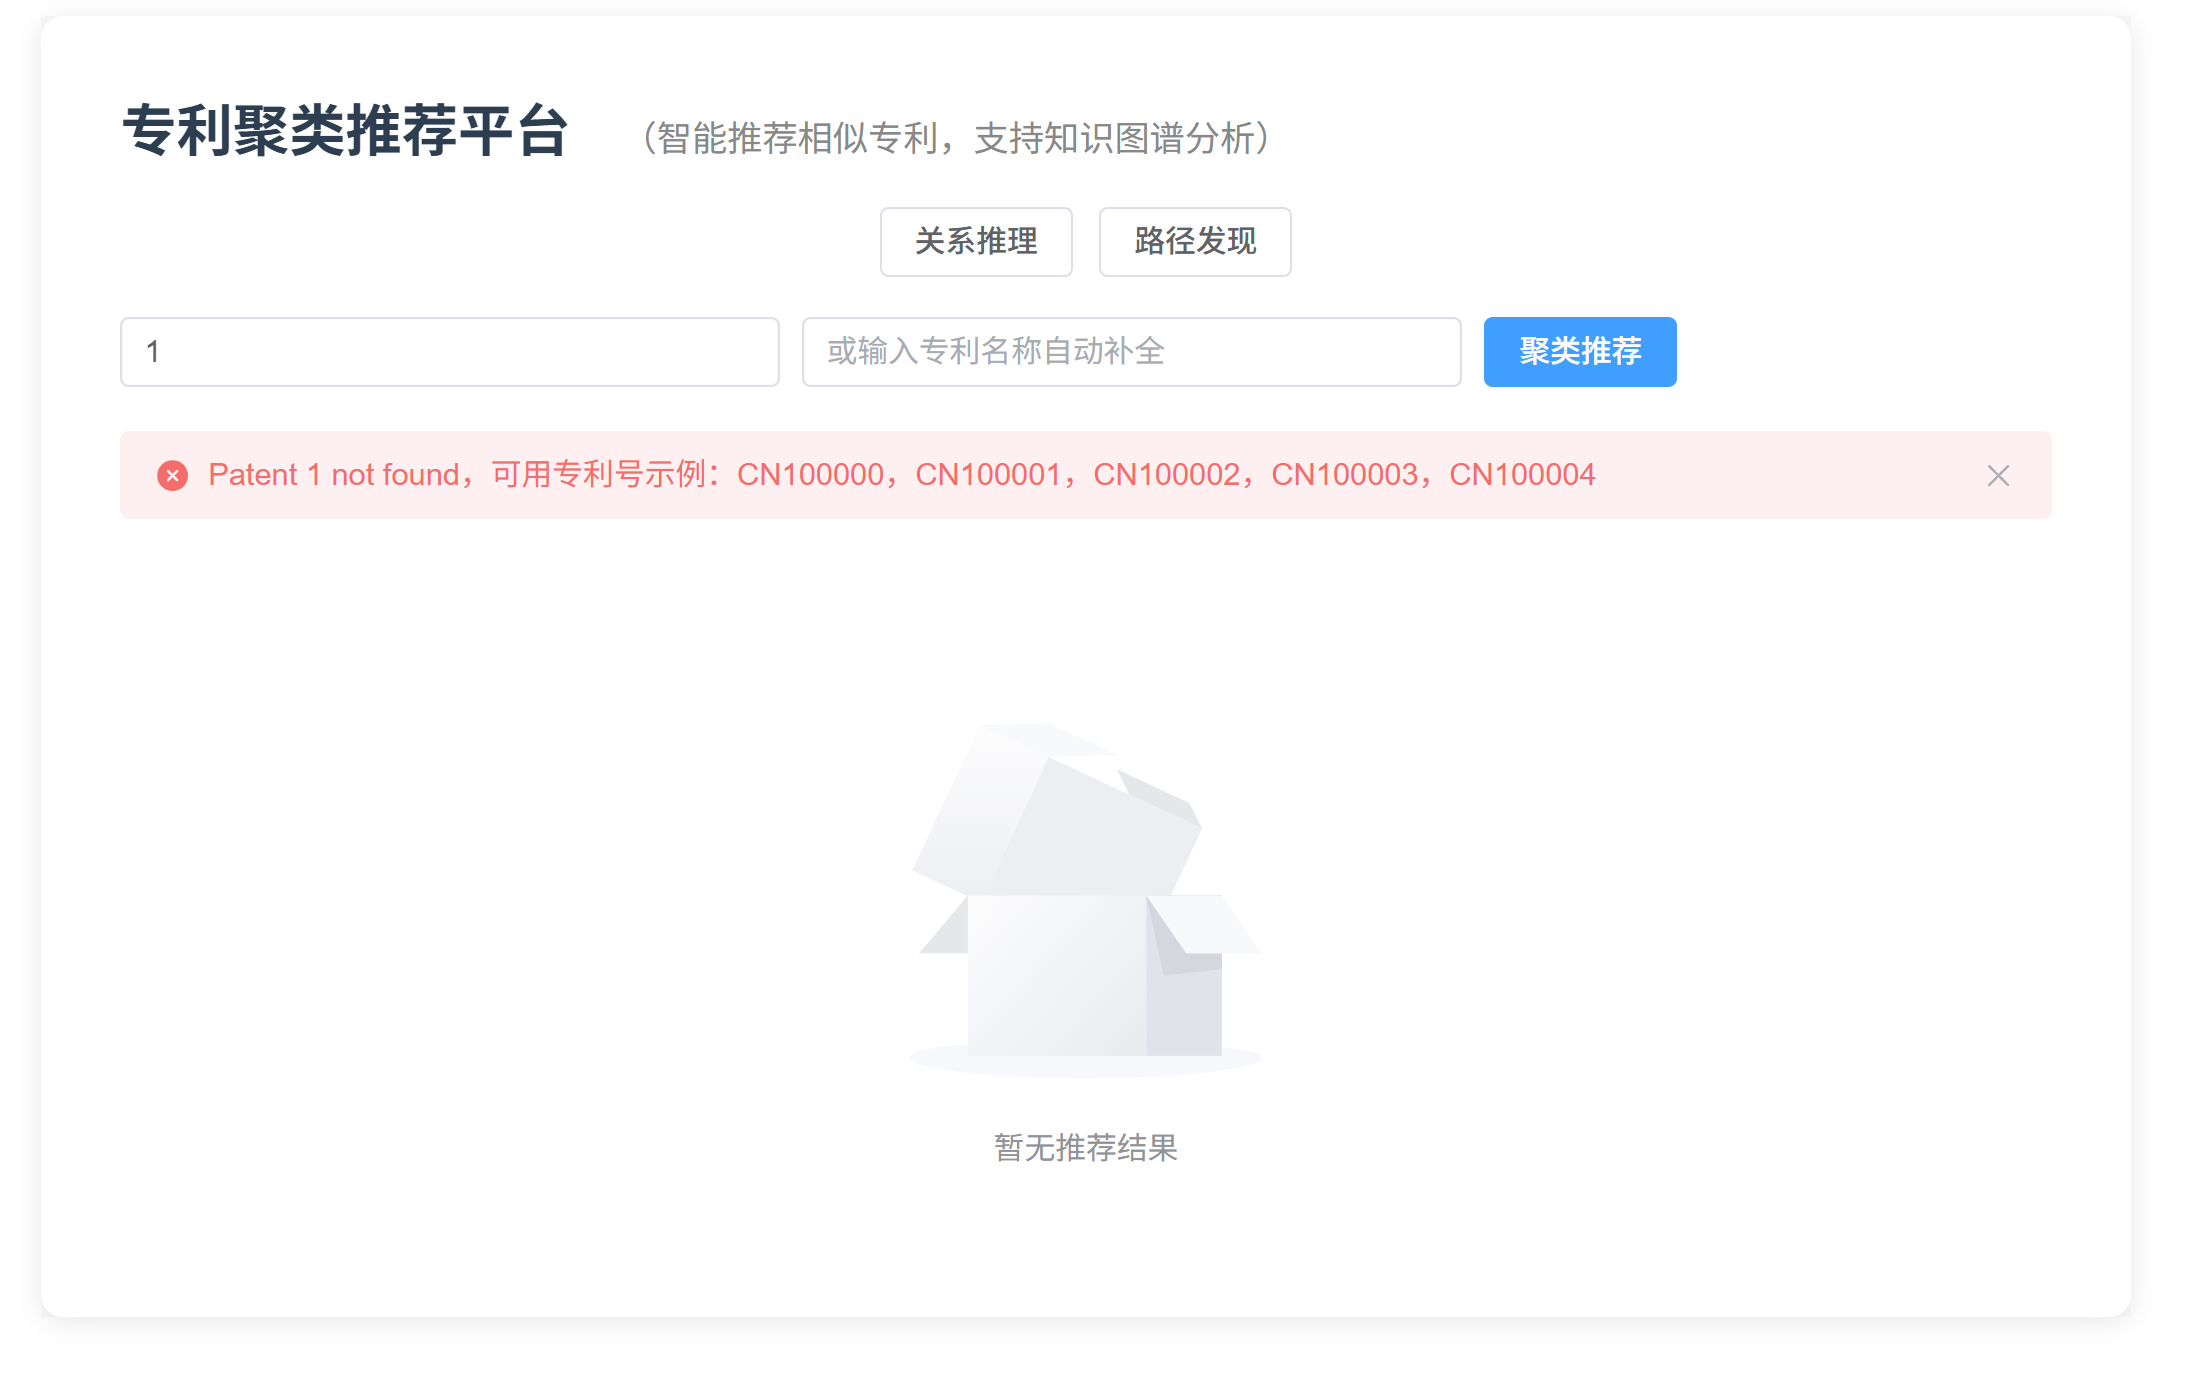 专利聚类推荐平台 （智能推荐相似专利，支持知识图谱分析）
关系推理 路径发现
1 或输入专利名称自动补全 聚类推荐
Patent 1 not found，可用专利号示例：CN100000，CN100001，CN100002，CN100003，CN100004
暂无推荐结果